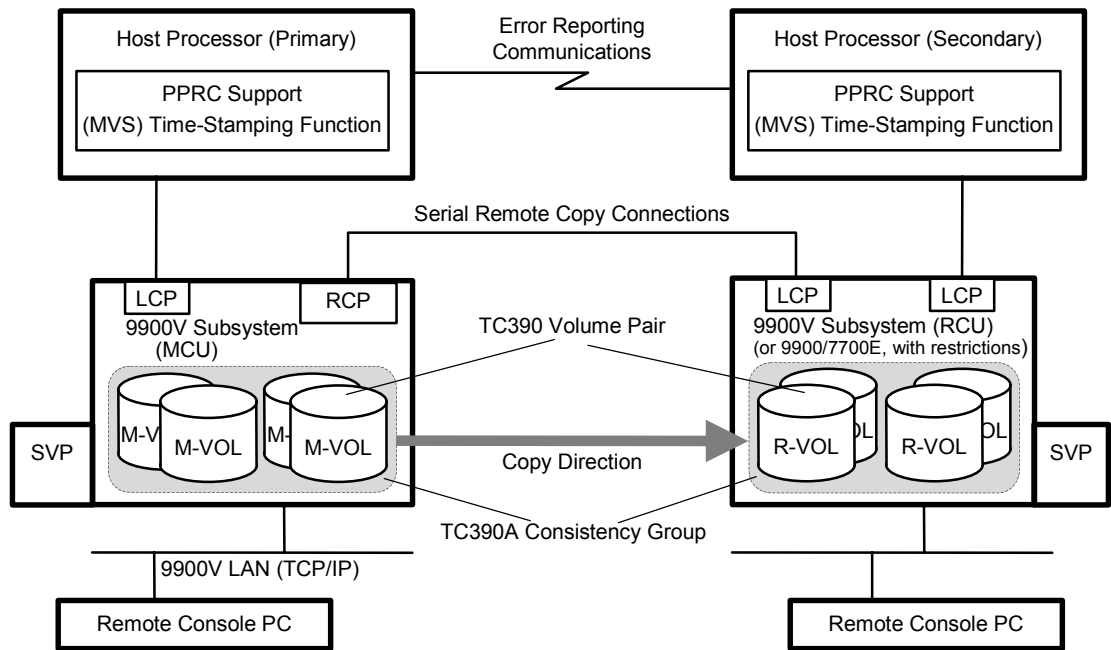 Host Processor (Primary)
PPRC Support
(MVS) Time-Stamping Function
Error Reporting
Communications
Host Processor (Secondary)
PPRC Support
(MVS) Time-Stamping Function
Serial Remote Copy Connections
LCP
RCP
9900V Subsystem
(MCU)
TC390 Volume Pair
LCP
LCP
9900V Subsystem (RCU)
(or 9900/7700E, with restrictions)
SVP
M-V
M-VOL
M-
M-VOL
Copy Direction
R-VOL
VOL
R-VOL
OL
SVP
TC390A Consistency Group
9900V LAN (TCP/IP)
Remote Console PC
Remote Console PC